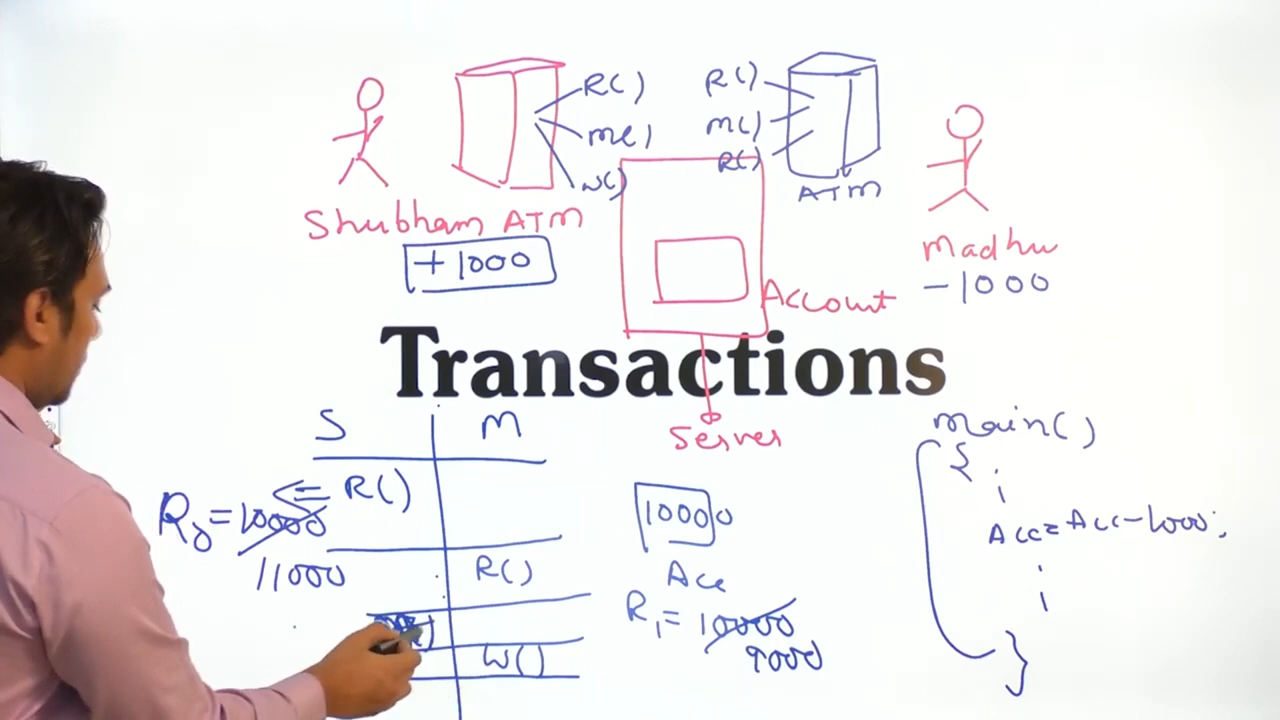 R()
m()
W()
R()
m()
R()
ATM
Shubham ATM
+1000
Madhu
-1000
Account
Transactions
Server
S
M
R()
R0=10000
11000
R()
W()
10000
Acc
R1= 10000
9000
main()
{
Acc=Acc-1000;
}